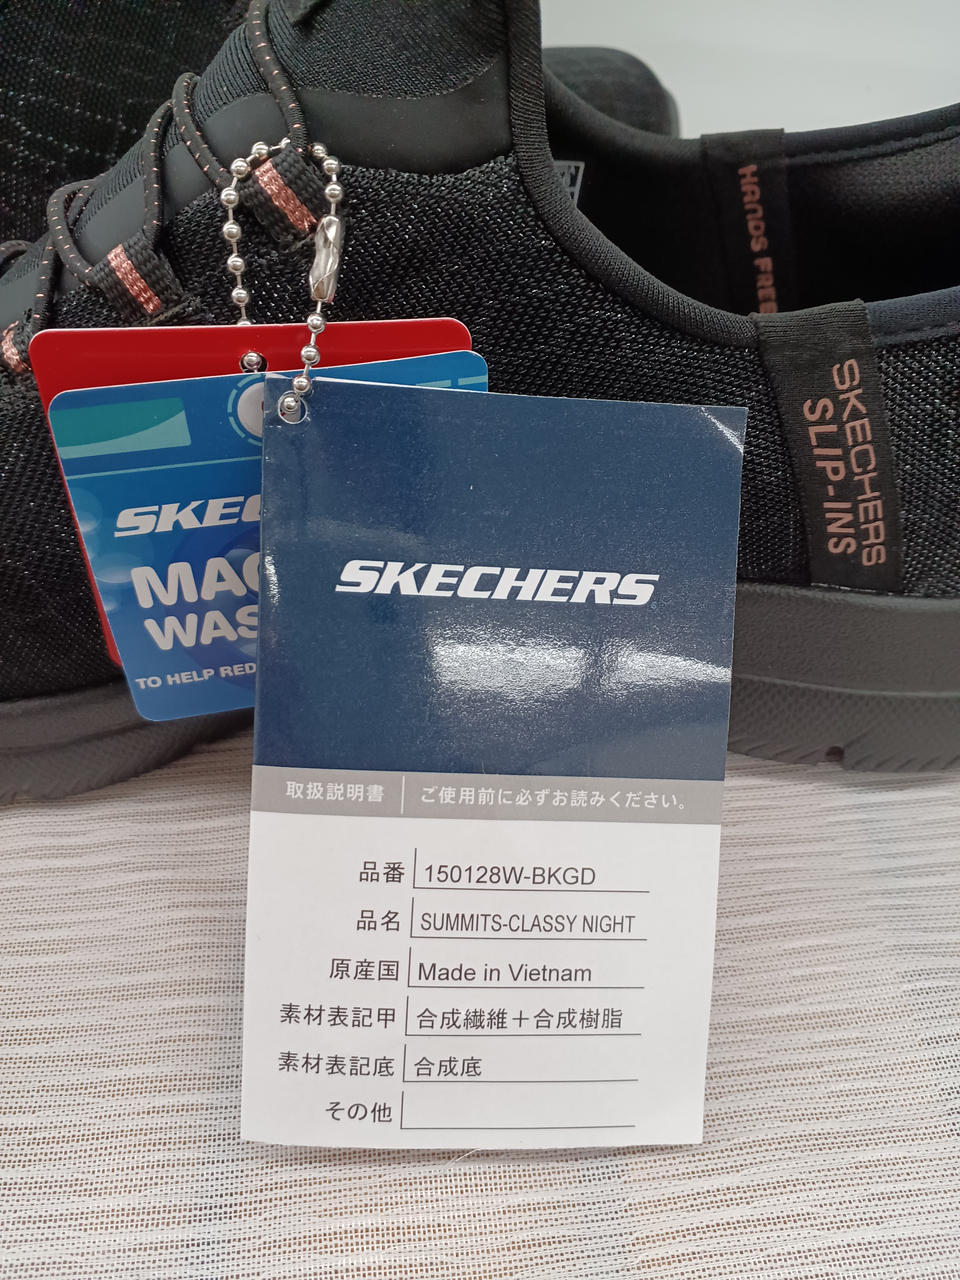 HANDS FREE
SKECHERS
SLIP-INS
SKEC
MAC
WAS
TO HELP RED
SKECHERS
取扱説明書 ご使用前に必ずお読みください。
品番 150128W-BKGD
品名 SUMMITS-CLASSY NIGHT
原産国 Made in Vietnam
素材表記甲 合成繊維＋合成樹脂
素材表記底 合成底
その他